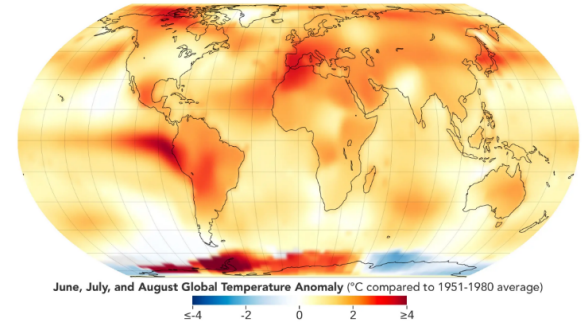 June, July, and August Global Temperature Anomaly (°C compared to 1951-1980 average)
≤-4 -2 0 2 ≥4